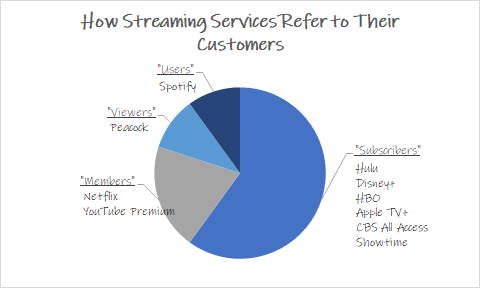 How Streaming Services Refer to Their
Customers
"Users"
Spotify
"Viewers"
Peacock
"Members"
Netflix
YouTube Premium
"Subscribers"
Hulu
Disney+
HBO
Apple TV+
CBS All Access
Showtime